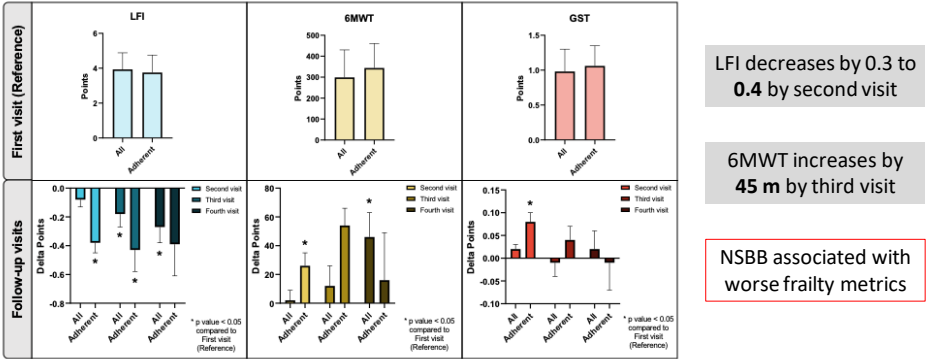 LFI
6MWT
GST
First visit (Reference)
Points
6
4
2
0
All
Adherent
Points
500
400
300
200
100
0
All
Adherent
Points
1.5
1.0
0.5
0.0
All
Adherent
Follow-up visits
Delta Points
0.0
-0.2
-0.4
-0.6
-0.8
* * * * *
Second visit
Third visit
Fourth visit
All
Adherent
All
Adherent
All
Adherent
* p value < 0.05
compared to
First visit
(Reference)
Delta Points
80
60
40
20
0
* *
Second visit
Third visit
Fourth visit
All
Adherent
All
Adherent
All
Adherent
* p value < 0.05
compared to
First visit
(Reference)
Delta Points
0.15
0.10
0.05
0.00
-0.05
-0.10
*
Second visit
Third visit
Fourth visit
All
Adherent
All
Adherent
All
Adherent
* p value < 0.05
compared to
First visit
(Reference)
LFI decreases by 0.3 to
0.4 by second visit
6MWT increases by
45 m by third visit
NSBB associated with
worse frailty metrics